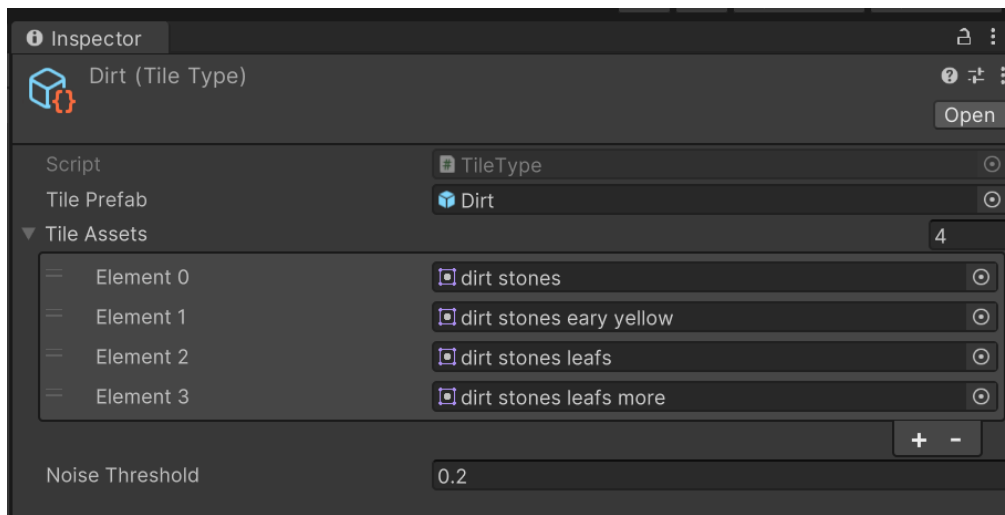 Inspector
Dirt (Tile Type)
Open
Script
TileType
Tile Prefab
Dirt
Tile Assets
4
Element 0
dirt stones
Element 1
dirt stones eary yellow
Element 2
dirt stones leafs
Element 3
dirt stones leafs more
+ -
Noise Threshold
0.2